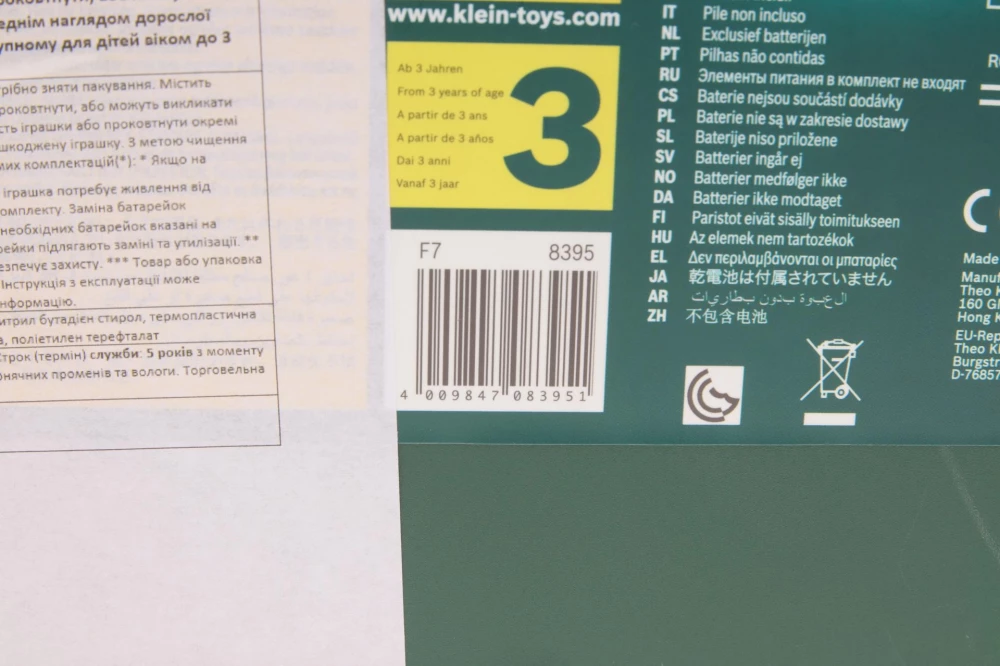 еднім наглядом дорослої
упному для дітей віком до 3
рібно зняти пакування. Містить
роковтнути, або можуть викликати
сть іграшки або проковтнути окремі
шкоджену іграшку. З метою чищення
мих комплектацій(*): * Якщо на
іграшка потребує живлення від
омплекту. Заміна батарейок
необхідних батарейок вказані на
рейки підлягають заміні та утилізації. **
езпечує захисту. *** Товар або упаковка
Інструкція з експлуатації може
нформацію.
итрил бутадієн стирол, термопластична
а, поліетилен терефталат
Строк (термін) служби: 5 років з моменту
онячних променів та вологи. Торговельна
www.klein-toys.com
Ab 3 Jahren
From 3 years of age
A partir de 3 ans
A partir de 3 años
Dai 3 anni
Vanaf 3 jaar
3
F7 8395
4 009847 083951
IT Pile non incluso
NL Exclusief batterijen
PT Pilhas não contidas
RU Элементы питания в комплект не входят
CS Baterie nejsou součástí dodávky
PL Baterie nie są w zakresie dostawy
SL Baterije niso priložene
SV Batterier ingår ej
NO Batterier medfølger ikke
DA Batterier ikke modtaget
FI Paristot eivät sisälly toimitukseen
HU Az elemek nem tartozékok
EL Δεν περιλαμβάνονται οι μπαταρίες
JA 乾電池は付属されていません
AR العبوة بدون بطاريات
ZH 不包含电池
Made
Manuf
Theo K
160 Gl
Hong K
EU-Rep
Theo Kl
Burgstr
D-76857